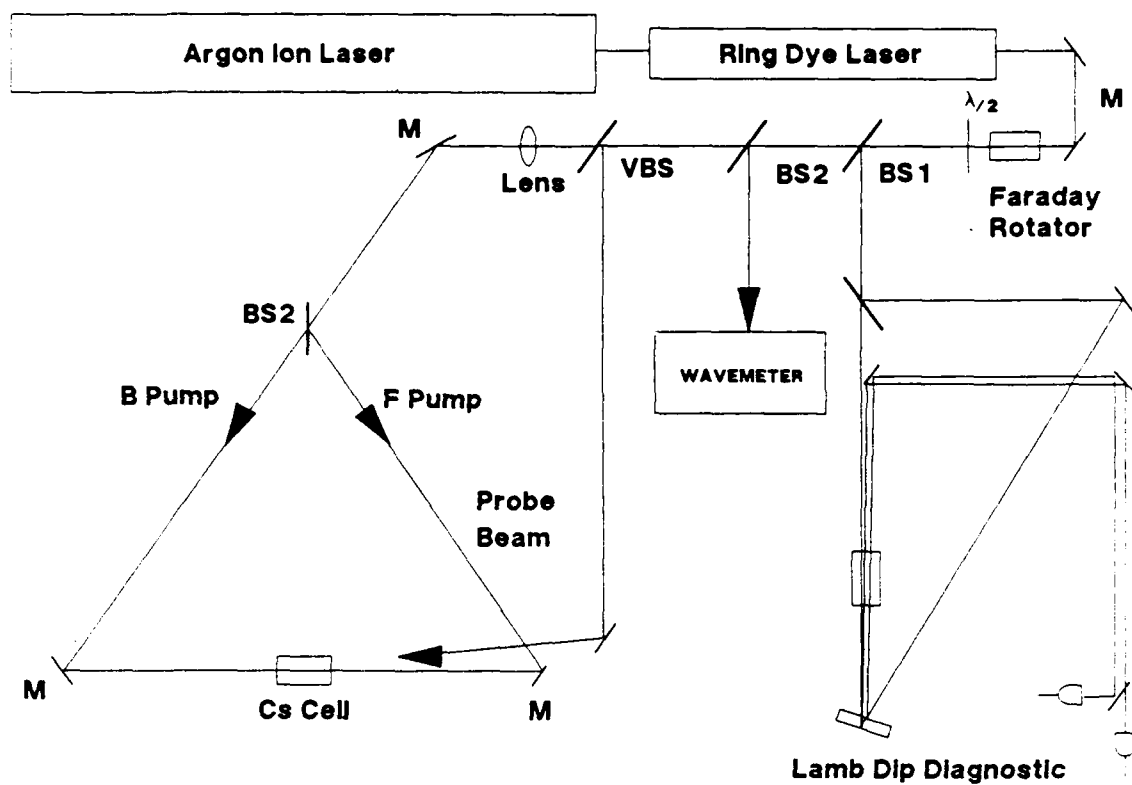 Argon Ion Laser
Ring Dye Laser
λ/2
M
M
Lens
VBS
BS2
BS1
Faraday
Rotator
BS2
WAVEMETER
B Pump
F Pump
Probe
Beam
M
Cs Cell
M
Lamb Dip Diagnostic